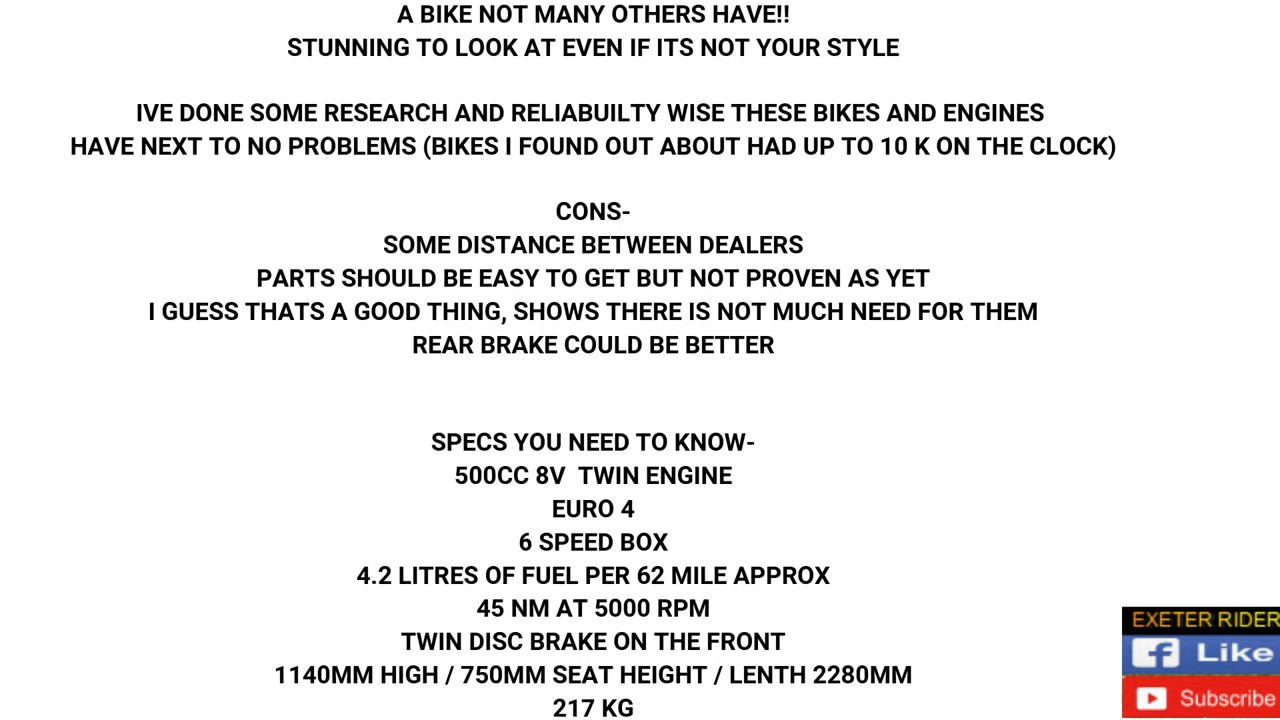 A BIKE NOT MANY OTHERS HAVE!!
STUNNING TO LOOK AT EVEN IF ITS NOT YOUR STYLE
IVE DONE SOME RESEARCH AND RELIABUILTY WISE THESE BIKES AND ENGINES
HAVE NEXT TO NO PROBLEMS (BIKES I FOUND OUT ABOUT HAD UP TO 10 K ON THE CLOCK)
CONS-
SOME DISTANCE BETWEEN DEALERS
PARTS SHOULD BE EASY TO GET BUT NOT PROVEN AS YET
I GUESS THATS A GOOD THING, SHOWS THERE IS NOT MUCH NEED FOR THEM
REAR BRAKE COULD BE BETTER
SPECS YOU NEED TO KNOW-
500CC 8V  TWIN ENGINE
EURO 4
6 SPEED BOX
4.2 LITRES OF FUEL PER 62 MILE APPROX
45 NM AT 5000 RPM
TWIN DISC BRAKE ON THE FRONT
1140MM HIGH / 750MM SEAT HEIGHT / LENTH 2280MM
217 KG
EXETER RIDER
Like
Subscribe